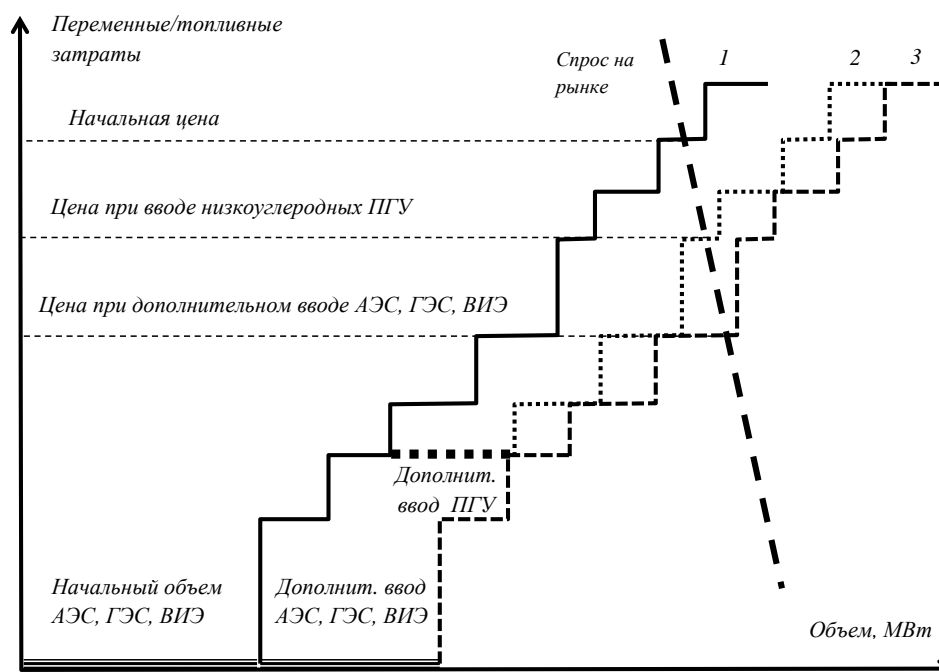 Переменные/топливные
затраты
Спрос на
рынке
1
2
3
Начальная цена
Цена при вводе низкоуглеродных ПГУ
Цена при дополнительном вводе АЭС, ГЭС, ВИЭ
Дополнит.
ввод ПГУ
Начальный объем
АЭС, ГЭС, ВИЭ
Дополнит. ввод
АЭС, ГЭС, ВИЭ
Объем, МВт